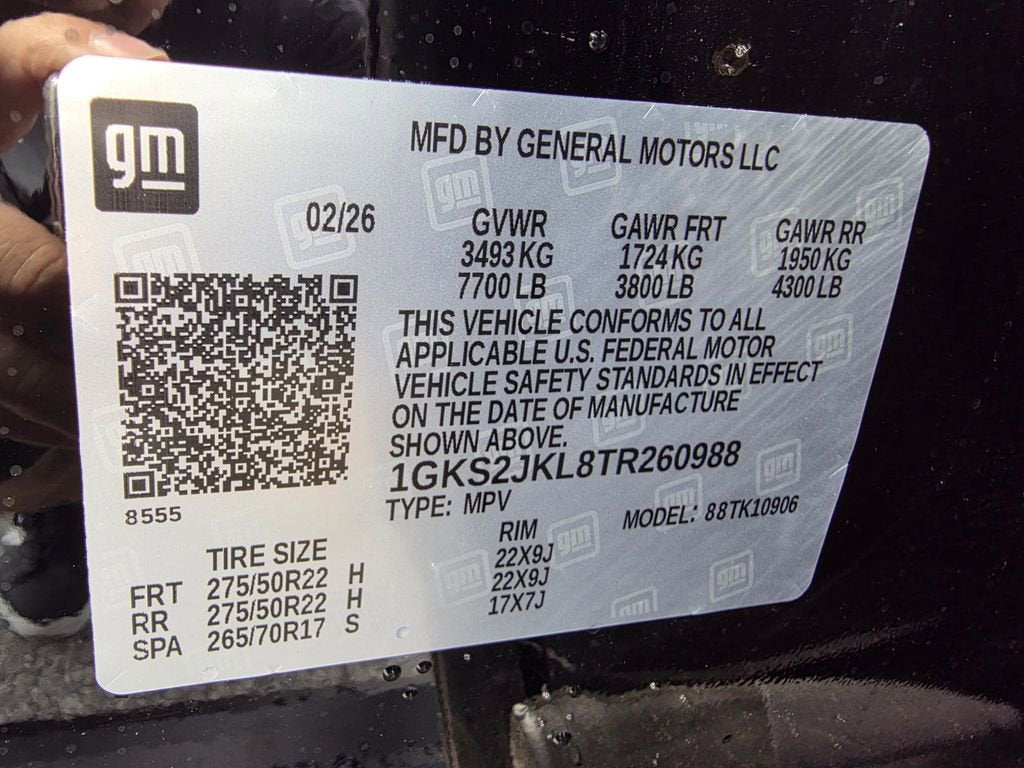 gm
MFD BY GENERAL MOTORS LLC
02/26
GVWR GAWR FRT GAWR RR
3493 KG 1724 KG 1950 KG
7700 LB 3800 LB 4300 LB
THIS VEHICLE CONFORMS TO ALL
APPLICABLE U.S. FEDERAL MOTOR
VEHICLE SAFETY STANDARDS IN EFFECT
ON THE DATE OF MANUFACTURE
SHOWN ABOVE.
1GKS2JKL8TR260988
TYPE: MPV MODEL: 88TK10906
8555
TIRE SIZE RIM
FRT 275/50R22 H 22X9J
RR 275/50R22 H 22X9J
SPA 265/70R17 S 17X7J